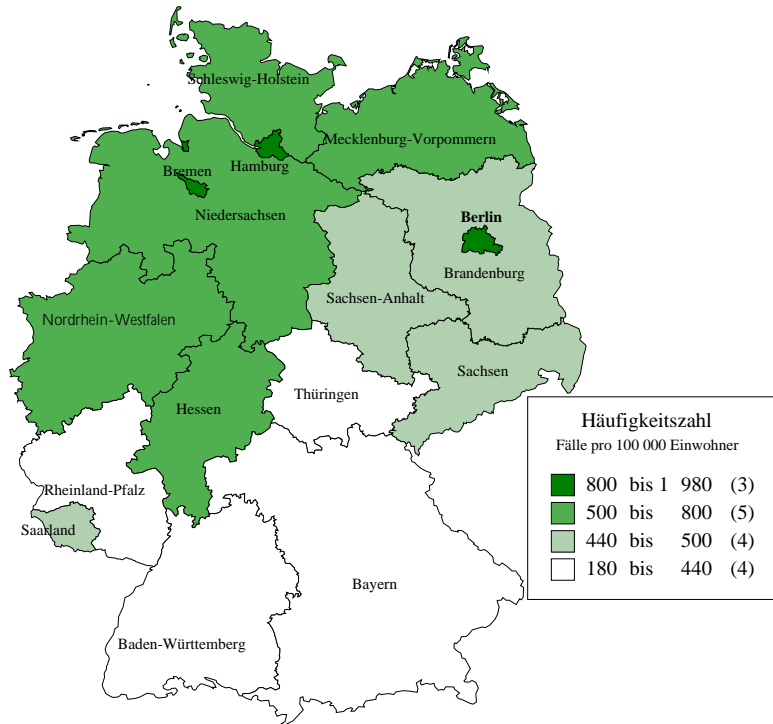 Schleswig-Holstein
Mecklenburg-Vorpommern
Hamburg
Bremen
Niedersachsen
Berlin
Brandenburg
Sachsen-Anhalt
Nordrhein-Westfalen
Sachsen
Thüringen
Hessen
Rheinland-Pfalz
Saarland
Bayern
Baden-Württemberg
Häufigkeitszahl
Fälle pro 100 000 Einwohner
800 bis 1 980 (3)
500 bis 800 (5)
440 bis 500 (4)
180 bis 440 (4)